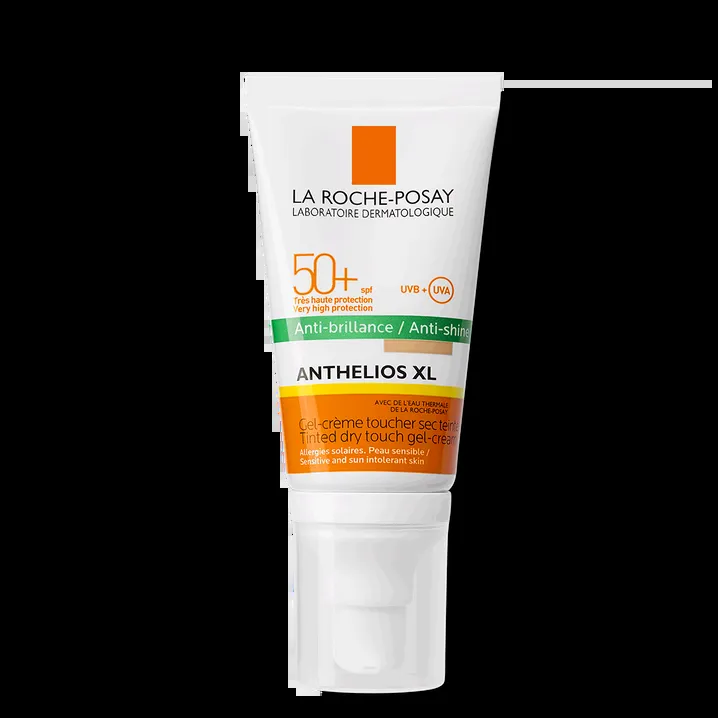 LA ROCHE-POSAY
LABORATOIRE DERMATOLOGIQUE
50+ spf
UVB + UVA
Très haute protection
Very high protection
Anti-brillance / Anti-shine
ANTHELIOS XL
AVEC DE L'EAU THERMALE
DE LA ROCHE-POSAY
Gel-crème toucher sec teinté
Tinted dry touch gel-cream
Allergies solaires. Peau sensible /
Sensitive and sun intolerant skin